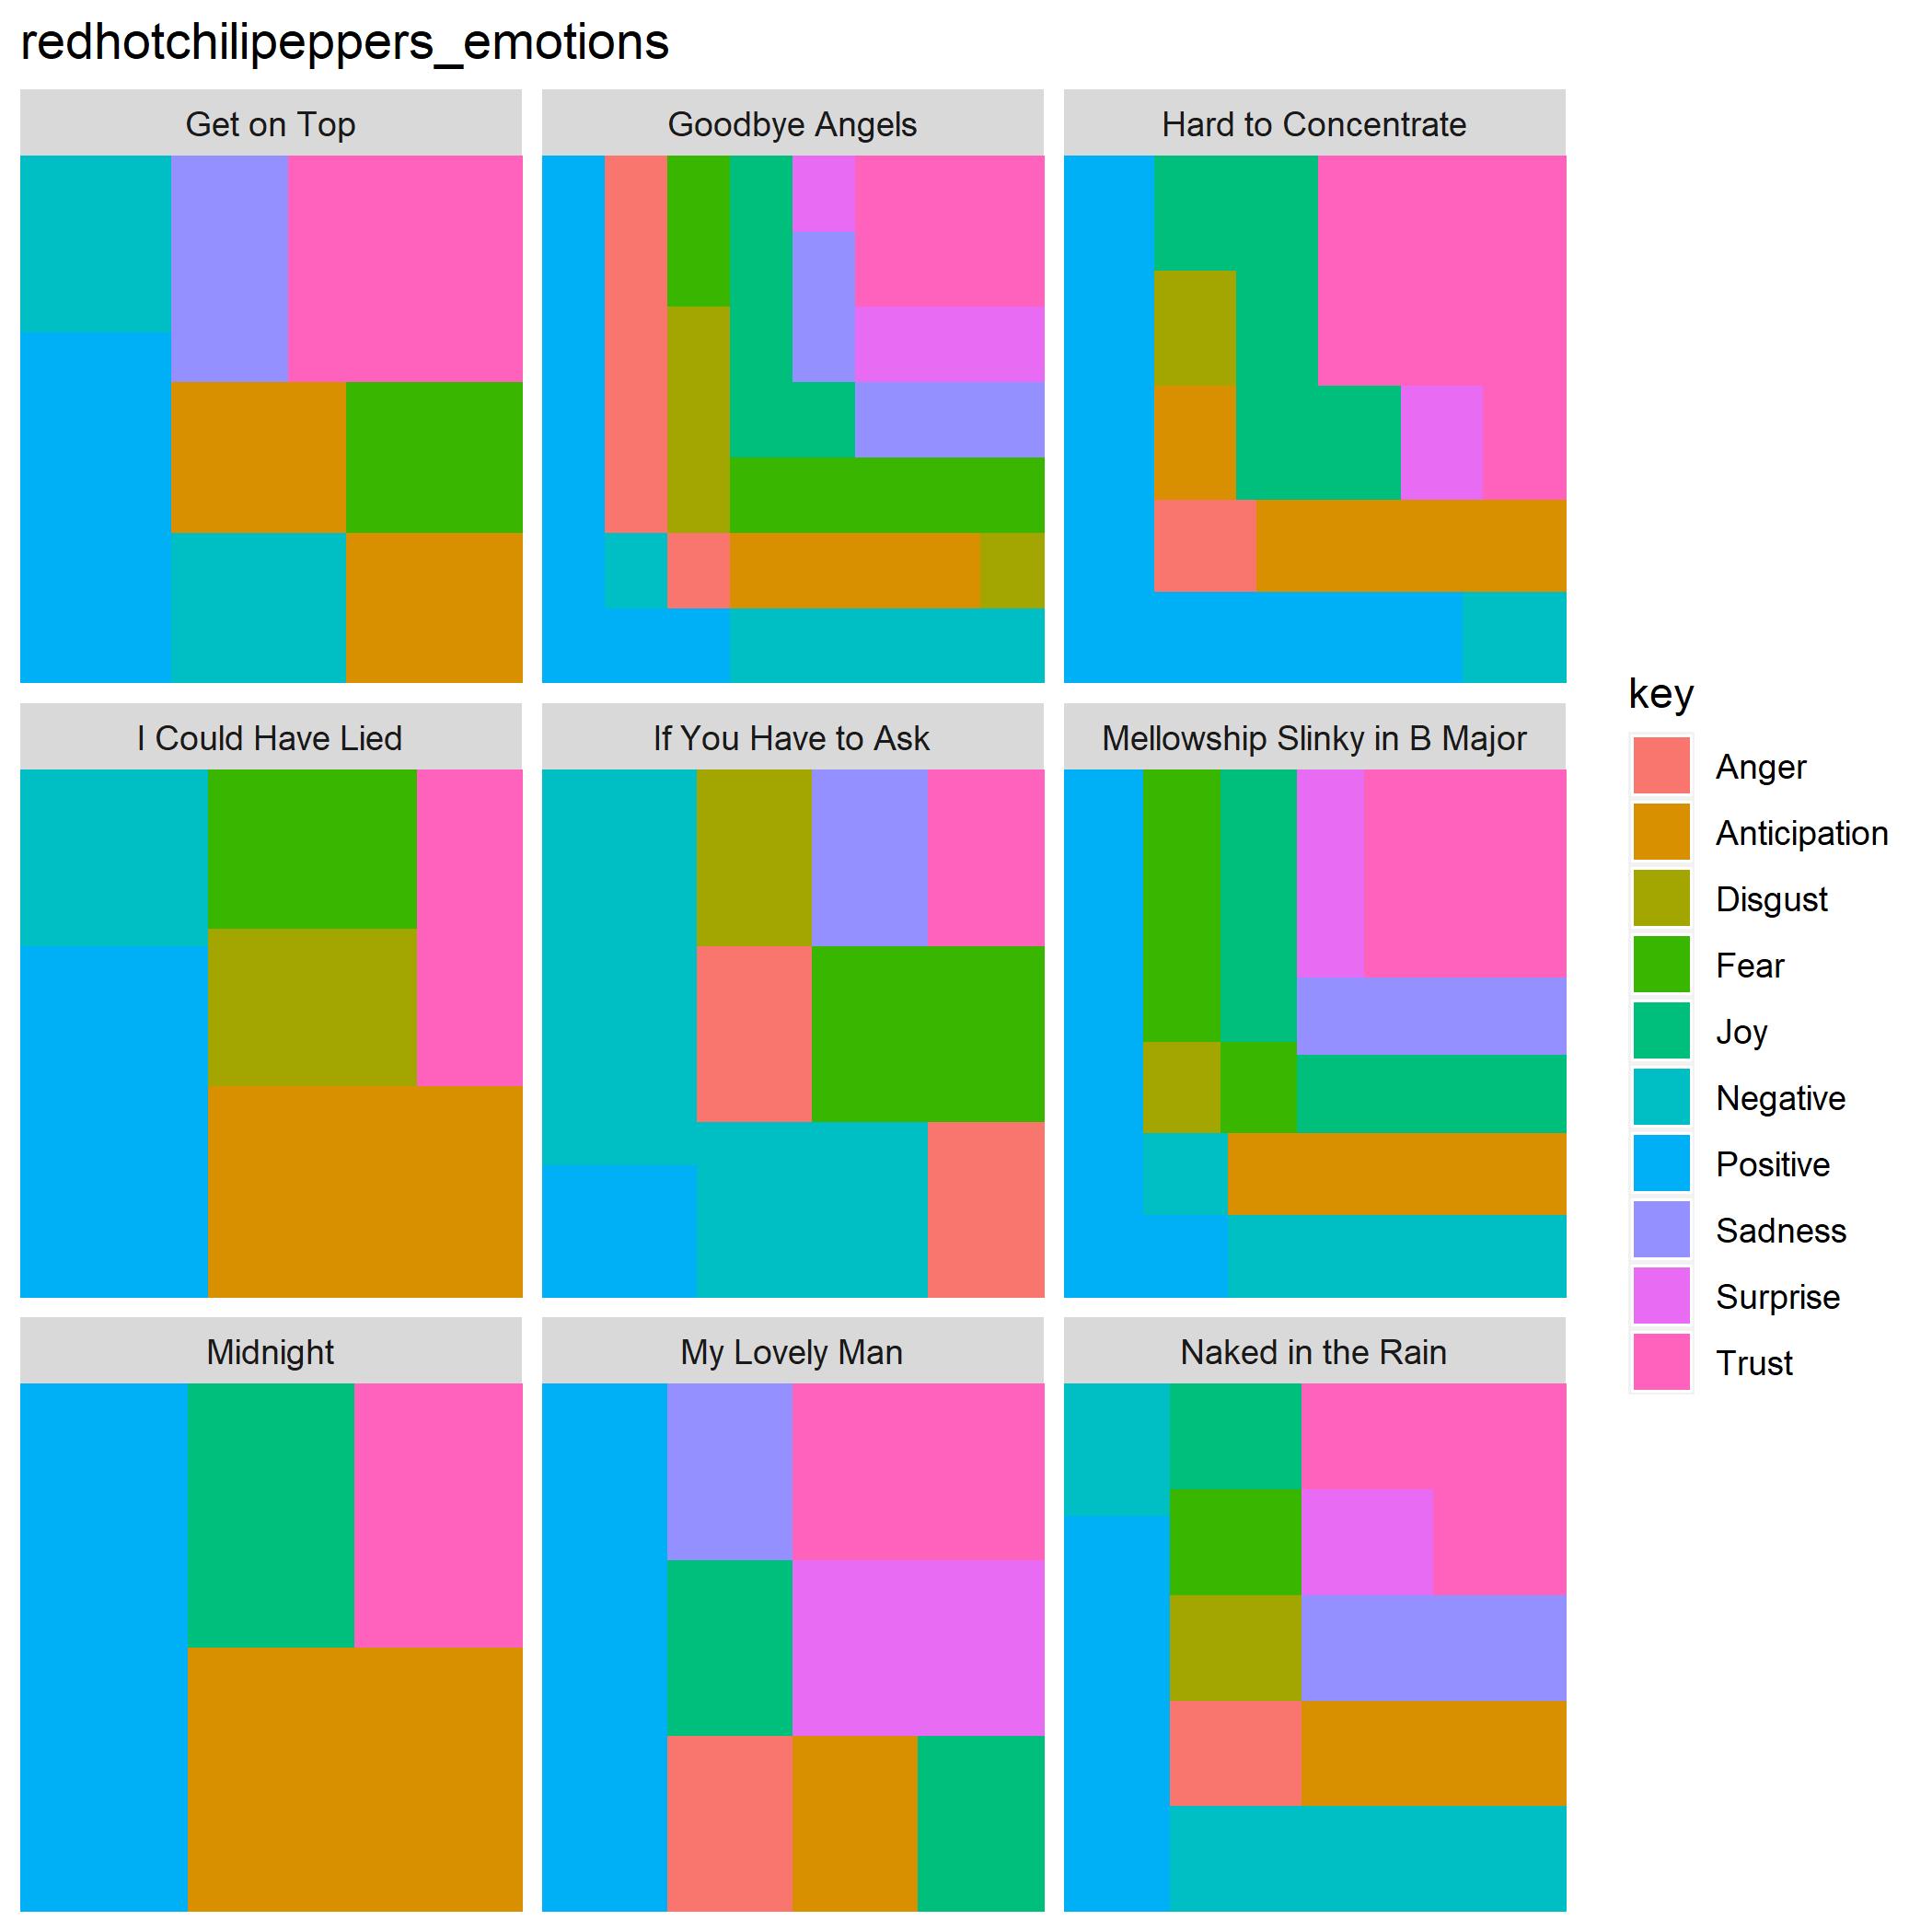 redhotchilipeppers_emotions
Get on Top
Goodbye Angels
Hard to Concentrate
I Could Have Lied
If You Have to Ask
Mellowship Slinky in B Major
Midnight
My Lovely Man
Naked in the Rain
key
Anger
Anticipation
Disgust
Fear
Joy
Negative
Positive
Sadness
Surprise
Trust